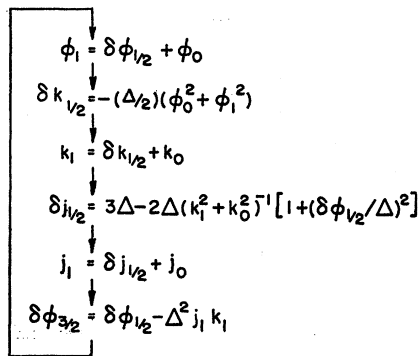 ϕ₁ = δϕ₁/₂ + ϕ₀
δk₁/₂ = -(Δ/2)(ϕ₀² + ϕ₁²)
k₁ = δk₁/₂ + k₀
δj₁/₂ = 3Δ-2Δ(k₁² + k₀²)⁻¹[1+(δϕ₁/₂/Δ)²]
j₁ = δj₁/₂ + j₀
δϕ₃/₂ = δϕ₁/₂ - Δ² j₁ k₁